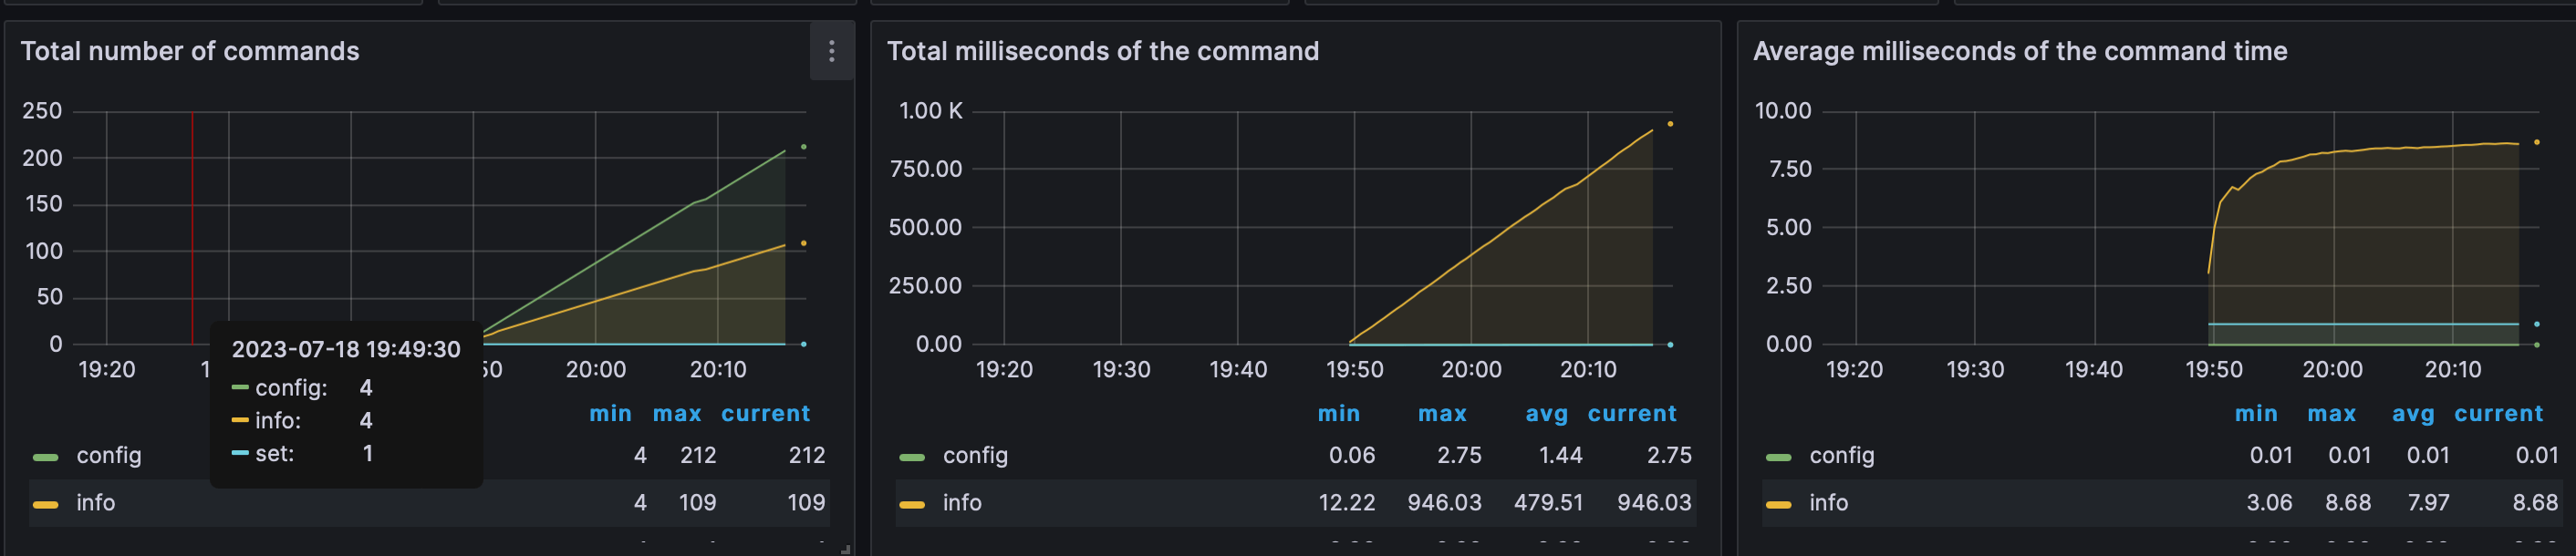 Total number of commands
250
200
150
100
50
0
19:20
50
20:00
20:10
2023-07-18 19:49:30
config: 4
info: 4
set: 1
min max current
config 4 212 212
info 4 109 109
Total milliseconds of the command
1.00 K
750.00
500.00
250.00
0.00
19:20 19:30 19:40 19:50 20:00 20:10
min max avg current
config 0.06 2.75 1.44 2.75
info 12.22 946.03 479.51 946.03
Average milliseconds of the command time
10.00
7.50
5.00
2.50
0.00
19:20 19:30 19:40 19:50 20:00 20:10
min max avg current
config 0.01 0.01 0.01 0.01
info 3.06 8.68 7.97 8.68